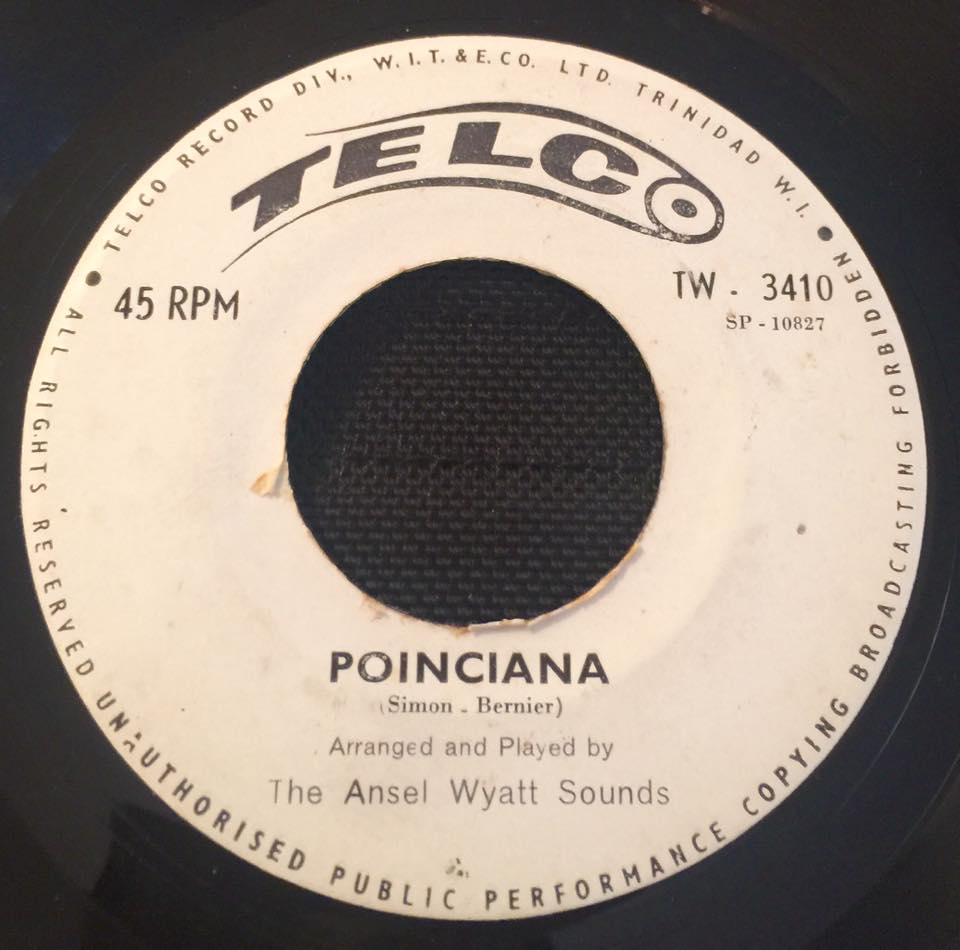 TELCO RECORD DIV., W.I.T. & E. CO. LTD. TRINIDAD W.I.
TELCO
45 RPM
TW - 3410
SP - 10827
POINCIANA
(Simon - Bernier)
Arranged and Played by
The Ansel Wyatt Sounds
ALL RIGHTS RESERVED UNAUTHORISED PUBLIC PERFORMANCE COPYING BROADCASTING FORBIDDEN